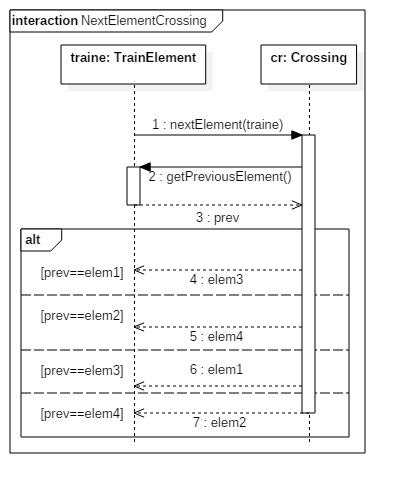 interaction NextElementCrossing
traine: TrainElement
cr: Crossing
1 : nextElement(traine)
2 : getPreviousElement()
3 : prev
alt
[prev==elem1]
4 : elem3
[prev==elem2]
5 : elem4
[prev==elem3]
6 : elem1
[prev==elem4]
7 : elem2